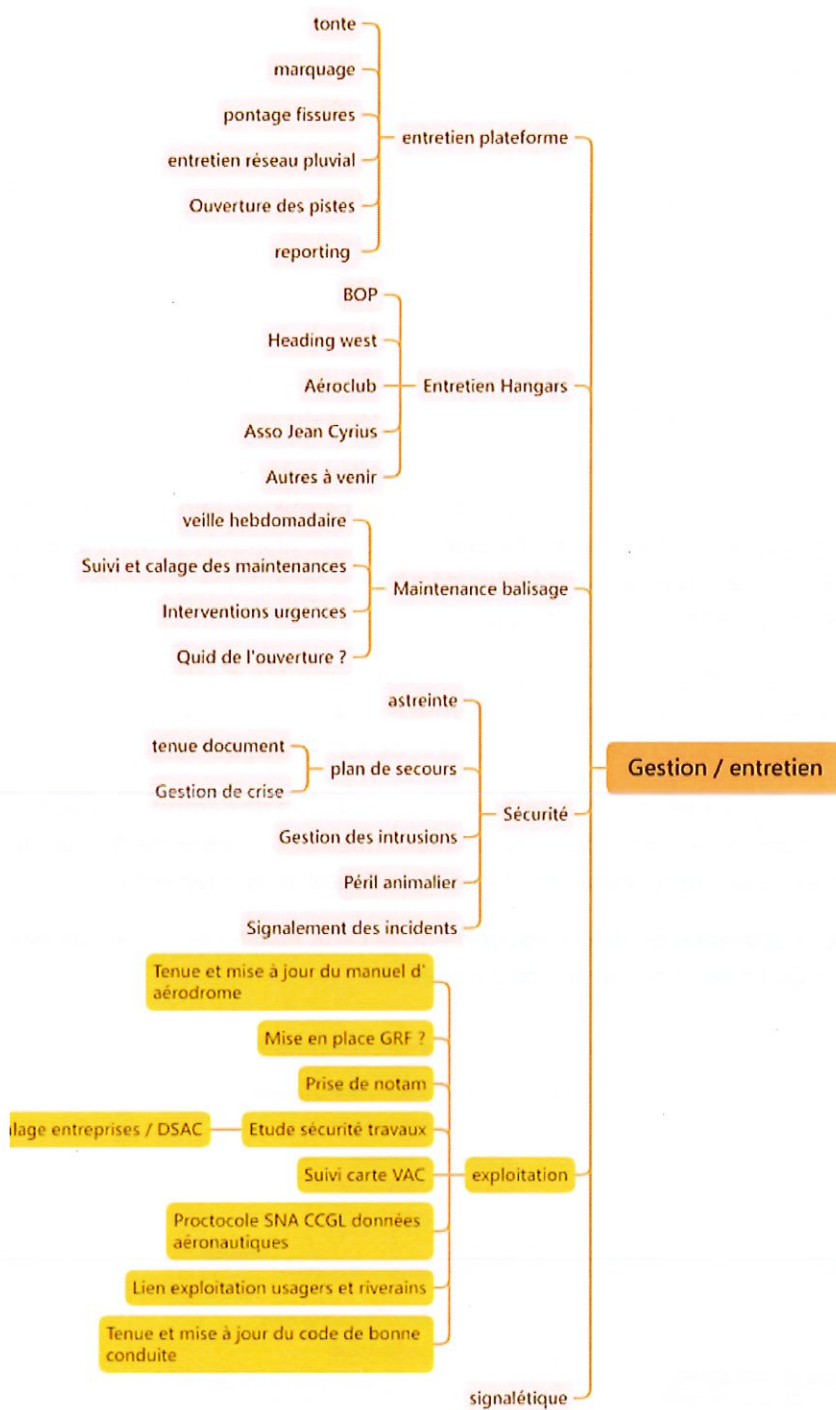 tonte
marquage
pontage fissures
entretien réseau pluvial
Ouverture des pistes
reporting
entretien plateforme
BOP
Heading west
Aéroclub
Asso Jean Cyrius
Autres à venir
Entretien Hangars
veille hebdomadaire
Suivi et calage des maintenances
Interventions urgences
Quid de l'ouverture ?
Maintenance balisage
astreinte
tenue document
Gestion de crise
plan de secours
Gestion des intrusions
Péril animalier
Signalement des incidents
Sécurité
Gestion / entretien
Tenue et mise à jour du manuel d'
aérodrome
Mise en place GRF ?
Prise de notam
entreprises / DSAC
Etude sécurité travaux
Suivi carte VAC
Proctocole SNA CCGL données
aéronautiques
Lien exploitation usagers et riverains
Tenue et mise à jour du code de bonne
conduite
exploitation
signalétique